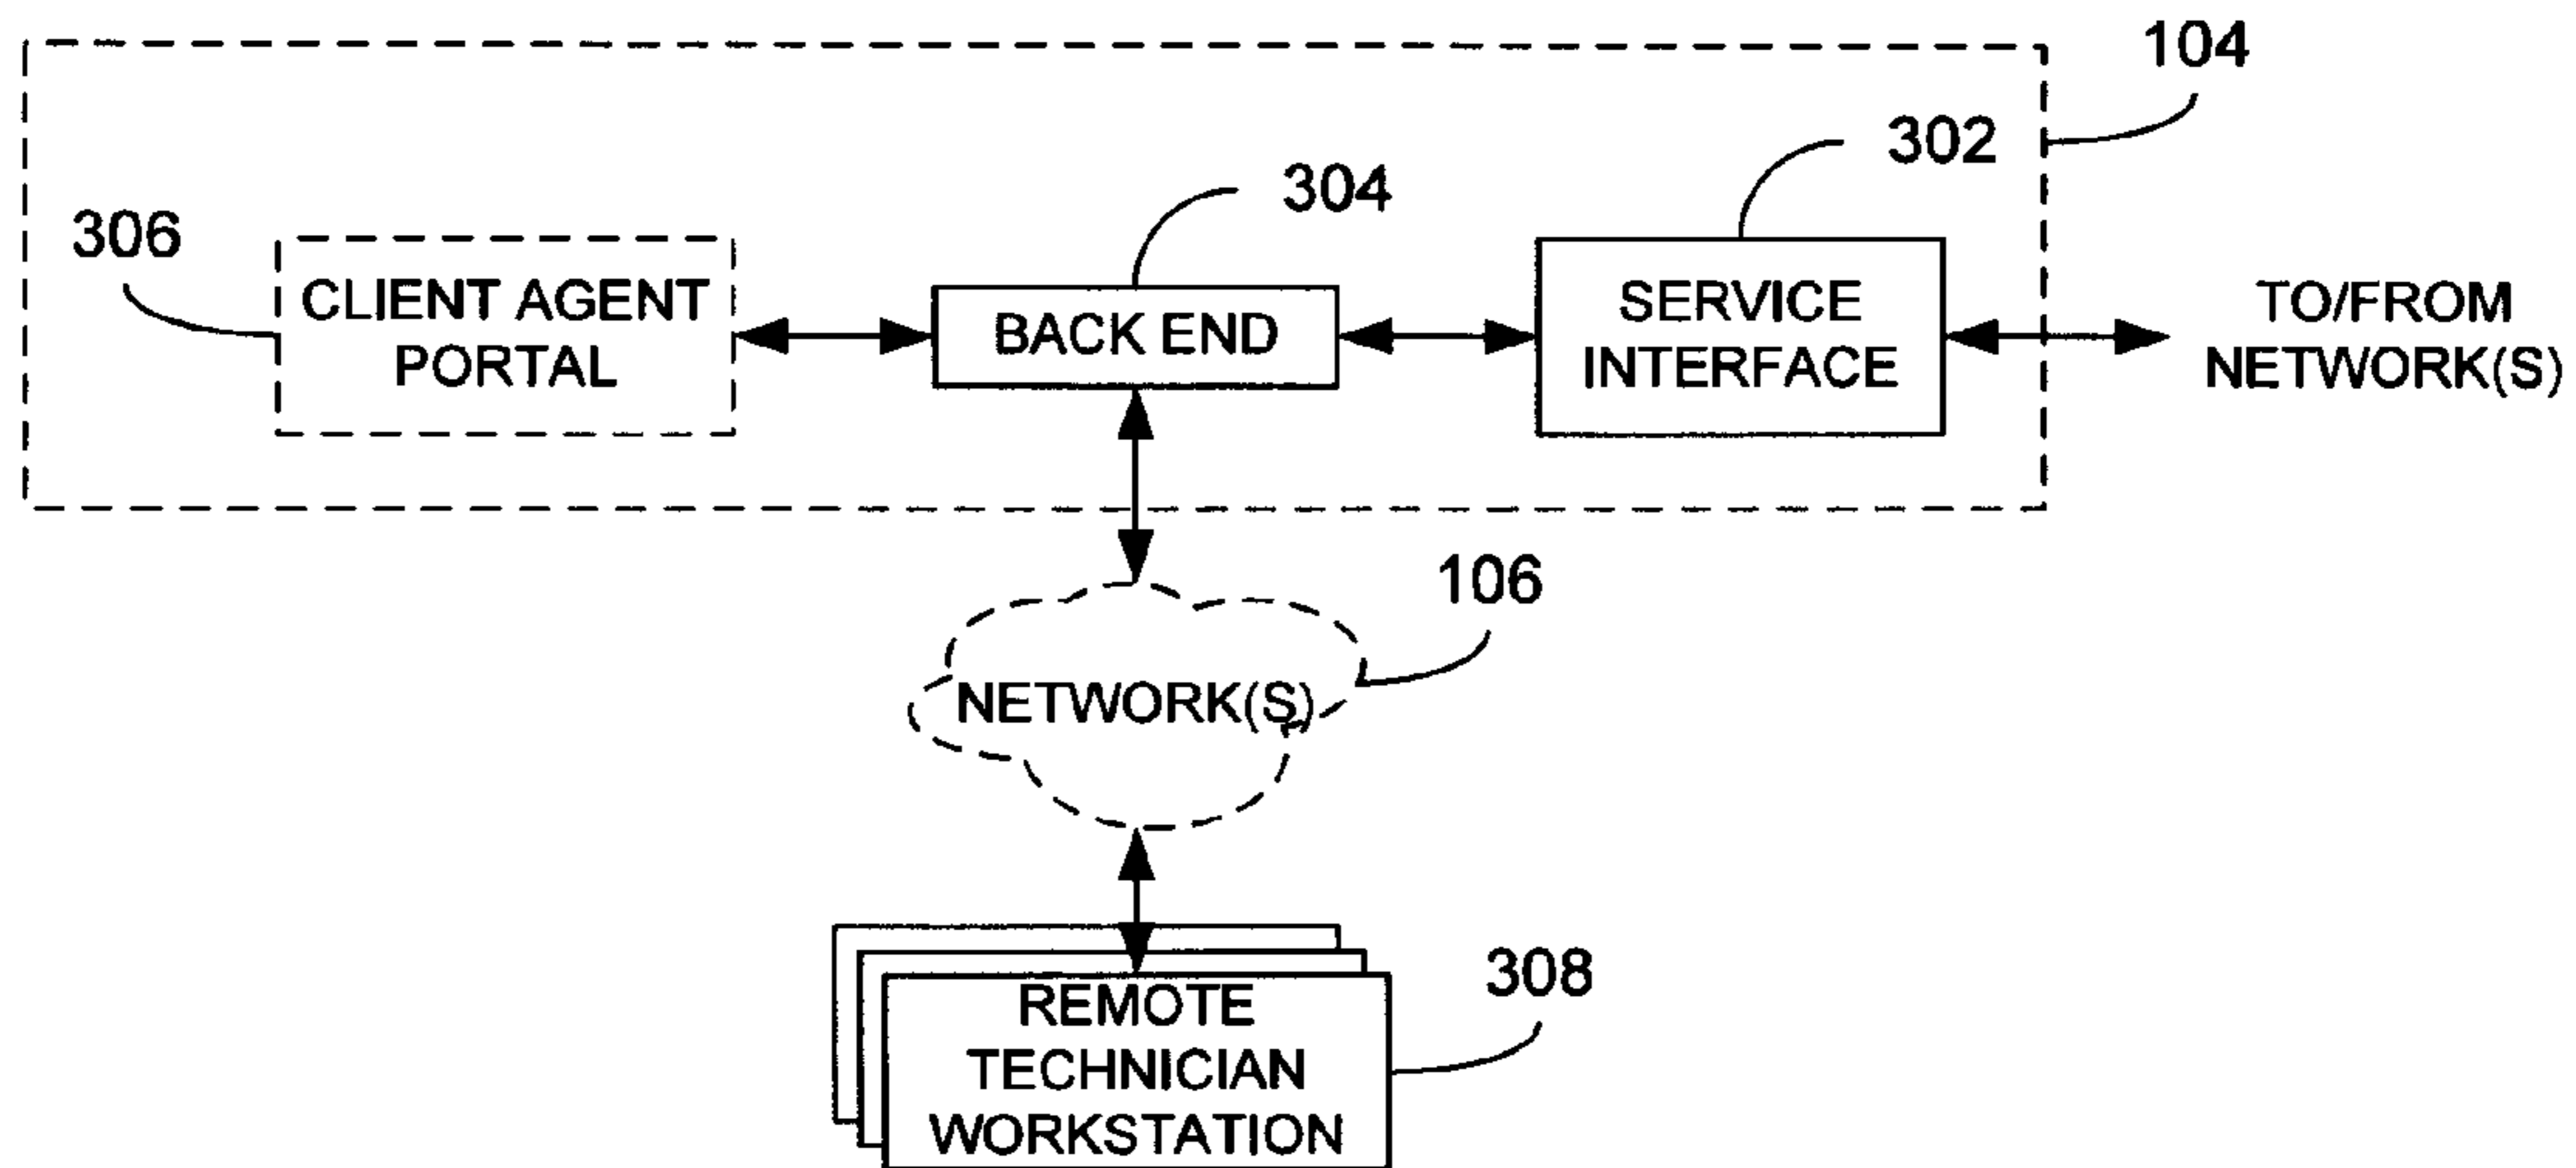 104
302
304
306
CLIENT AGENT
PORTAL
BACK END
SERVICE
INTERFACE
TO/FROM
NETWORK(S)
106
NETWORK(S)
308
REMOTE
TECHNICIAN
WORKSTATION